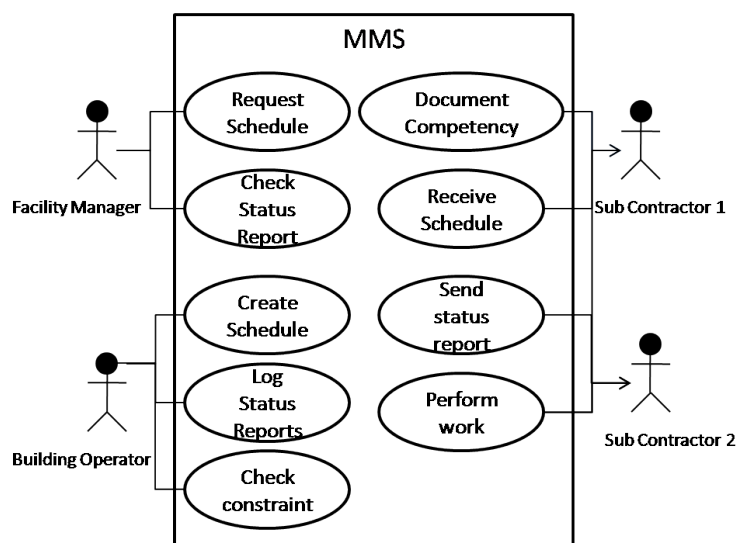 MMS
Request
Schedule
Document
Competency
Facility Manager
Check
Status
Report
Receive
Schedule
Sub Contractor 1
Create
Schedule
Send
status
report
Building Operator
Log
Status
Reports
Perform
work
Sub Contractor 2
Check
constraint